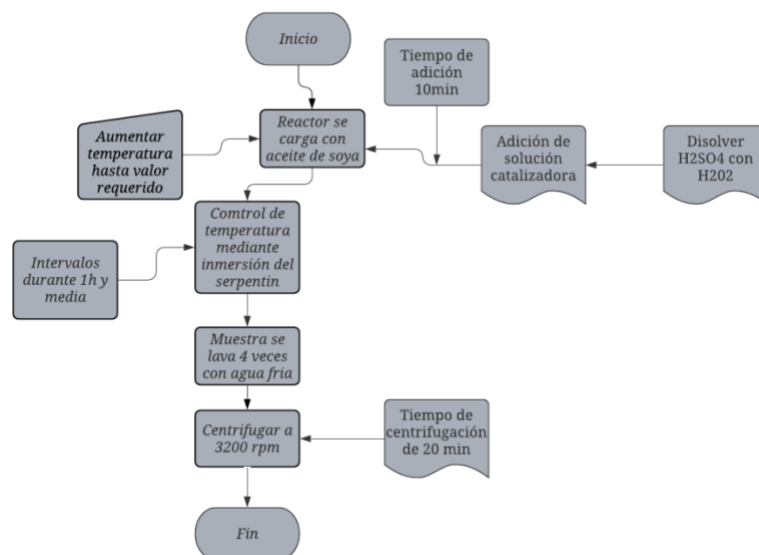 Inicio
Tiempo de
adición
10min
Reactor se
carga con
aceite de soya
Aumentar
temperatura
hasta valor
requerido
Adición de
solución
catalizadora
Disolver
H2SO4 con
H202
Comtrol de
temperatura
mediante
inmersión del
serpentin
Intervalos
durante 1h y
media
Muestra se
lava 4 veces
con agua fria
Centrifugar a
3200 rpm
Tiempo de
centrifugación
de 20 min
Fin